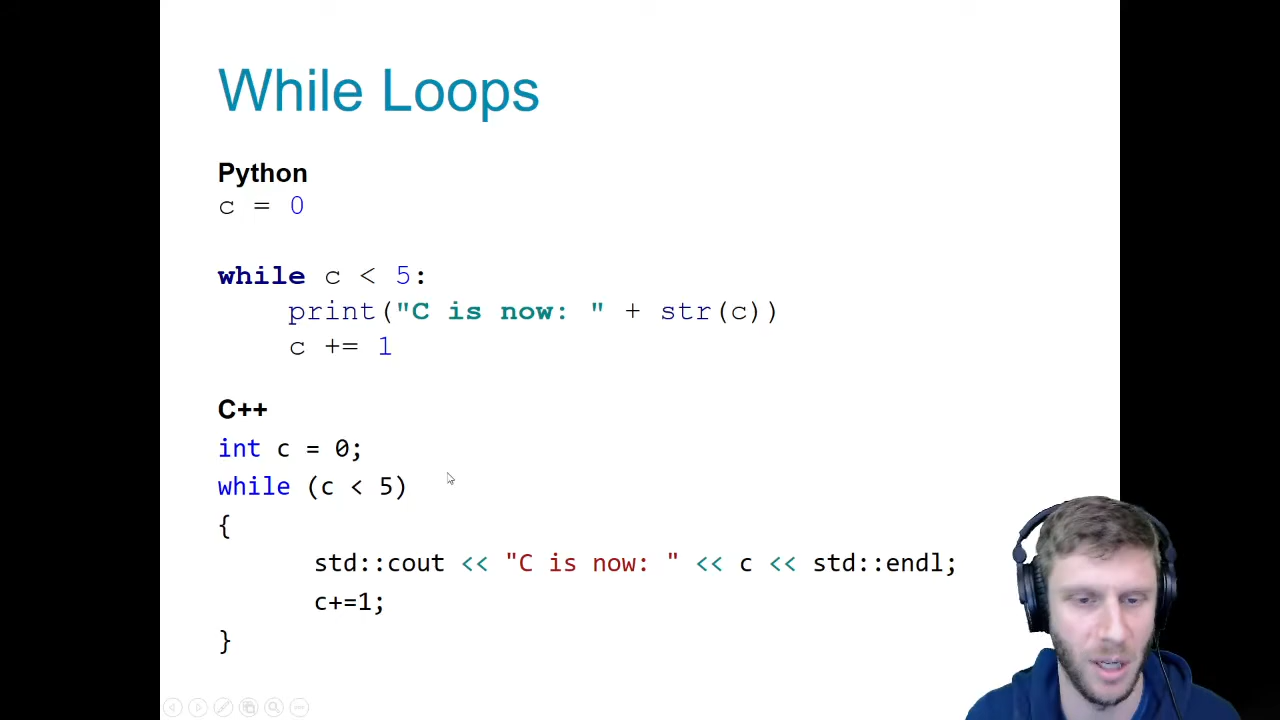 While Loops
Python
c = 0
while c < 5:
    print("C is now: " + str(c))
    c += 1
C++
int c = 0;
while (c < 5)
{
    std::cout << "C is now: " << c << std::endl;
    c+=1;
}